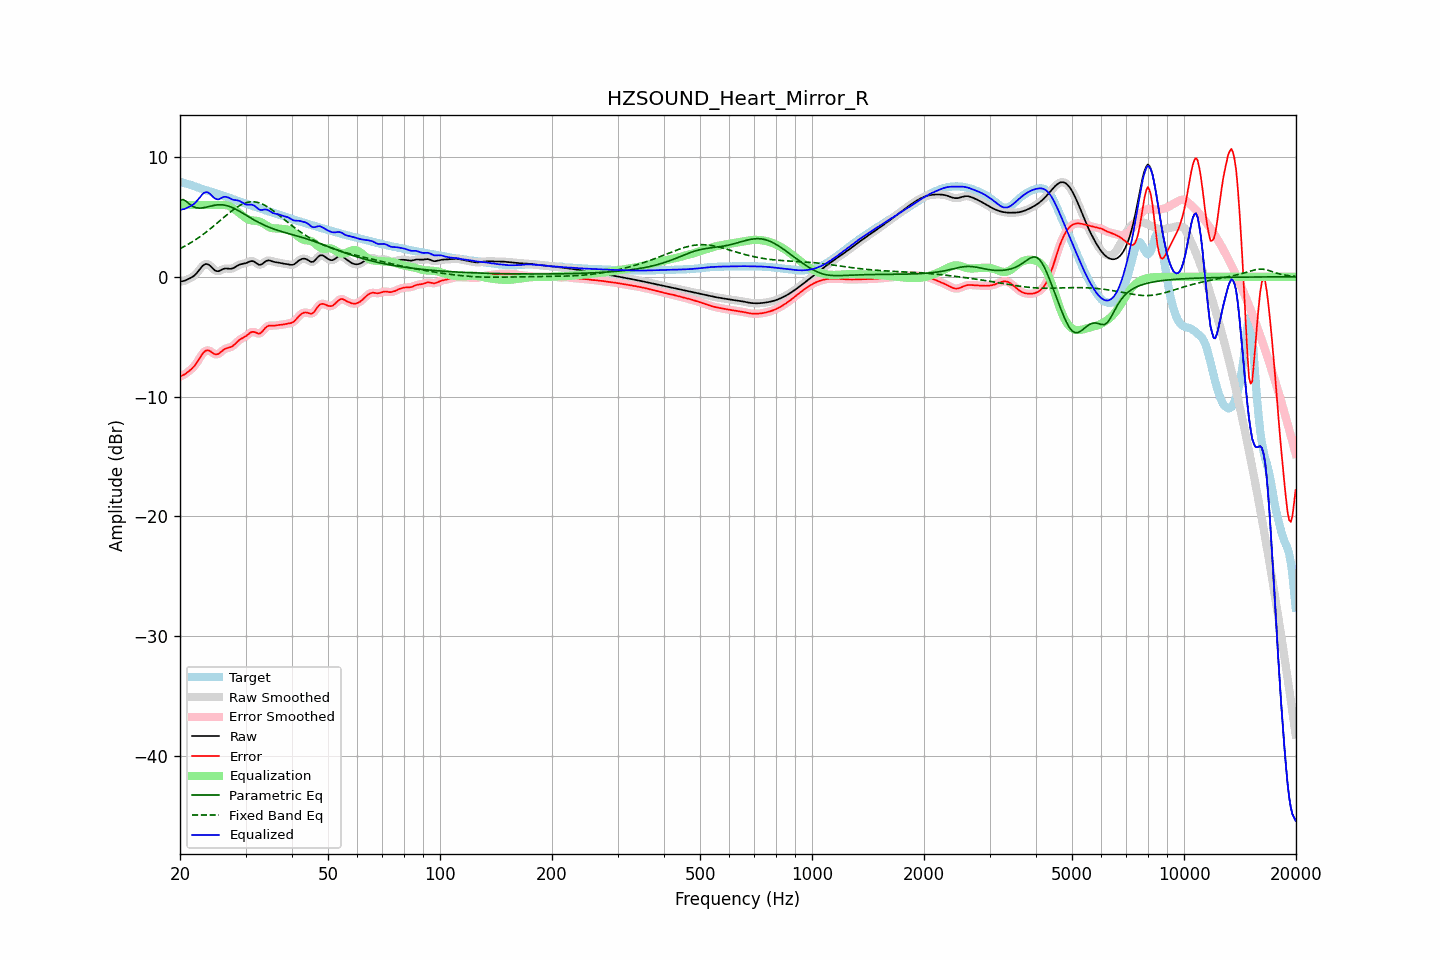 HZSOUND_Heart_Mirror_R
10
0
−10
−20
−30
−40
Amplitude (dBr)
Target
Raw Smoothed
Error Smoothed
Raw
Error
Equalization
Parametric Eq
Fixed Band Eq
Equalized
20 50 100 200 500 1000 2000 5000 10000 20000
Frequency (Hz)